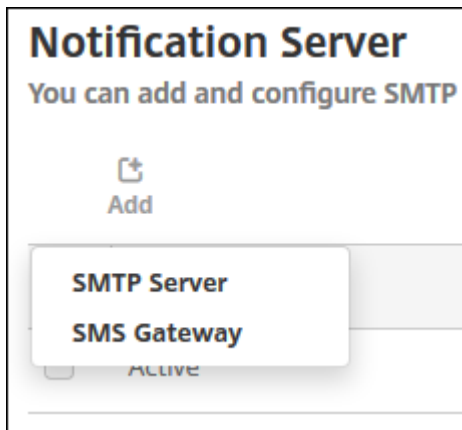 Notification Server
You can add and configure SMTP
Add
SMTP Server
SMS Gateway
Active